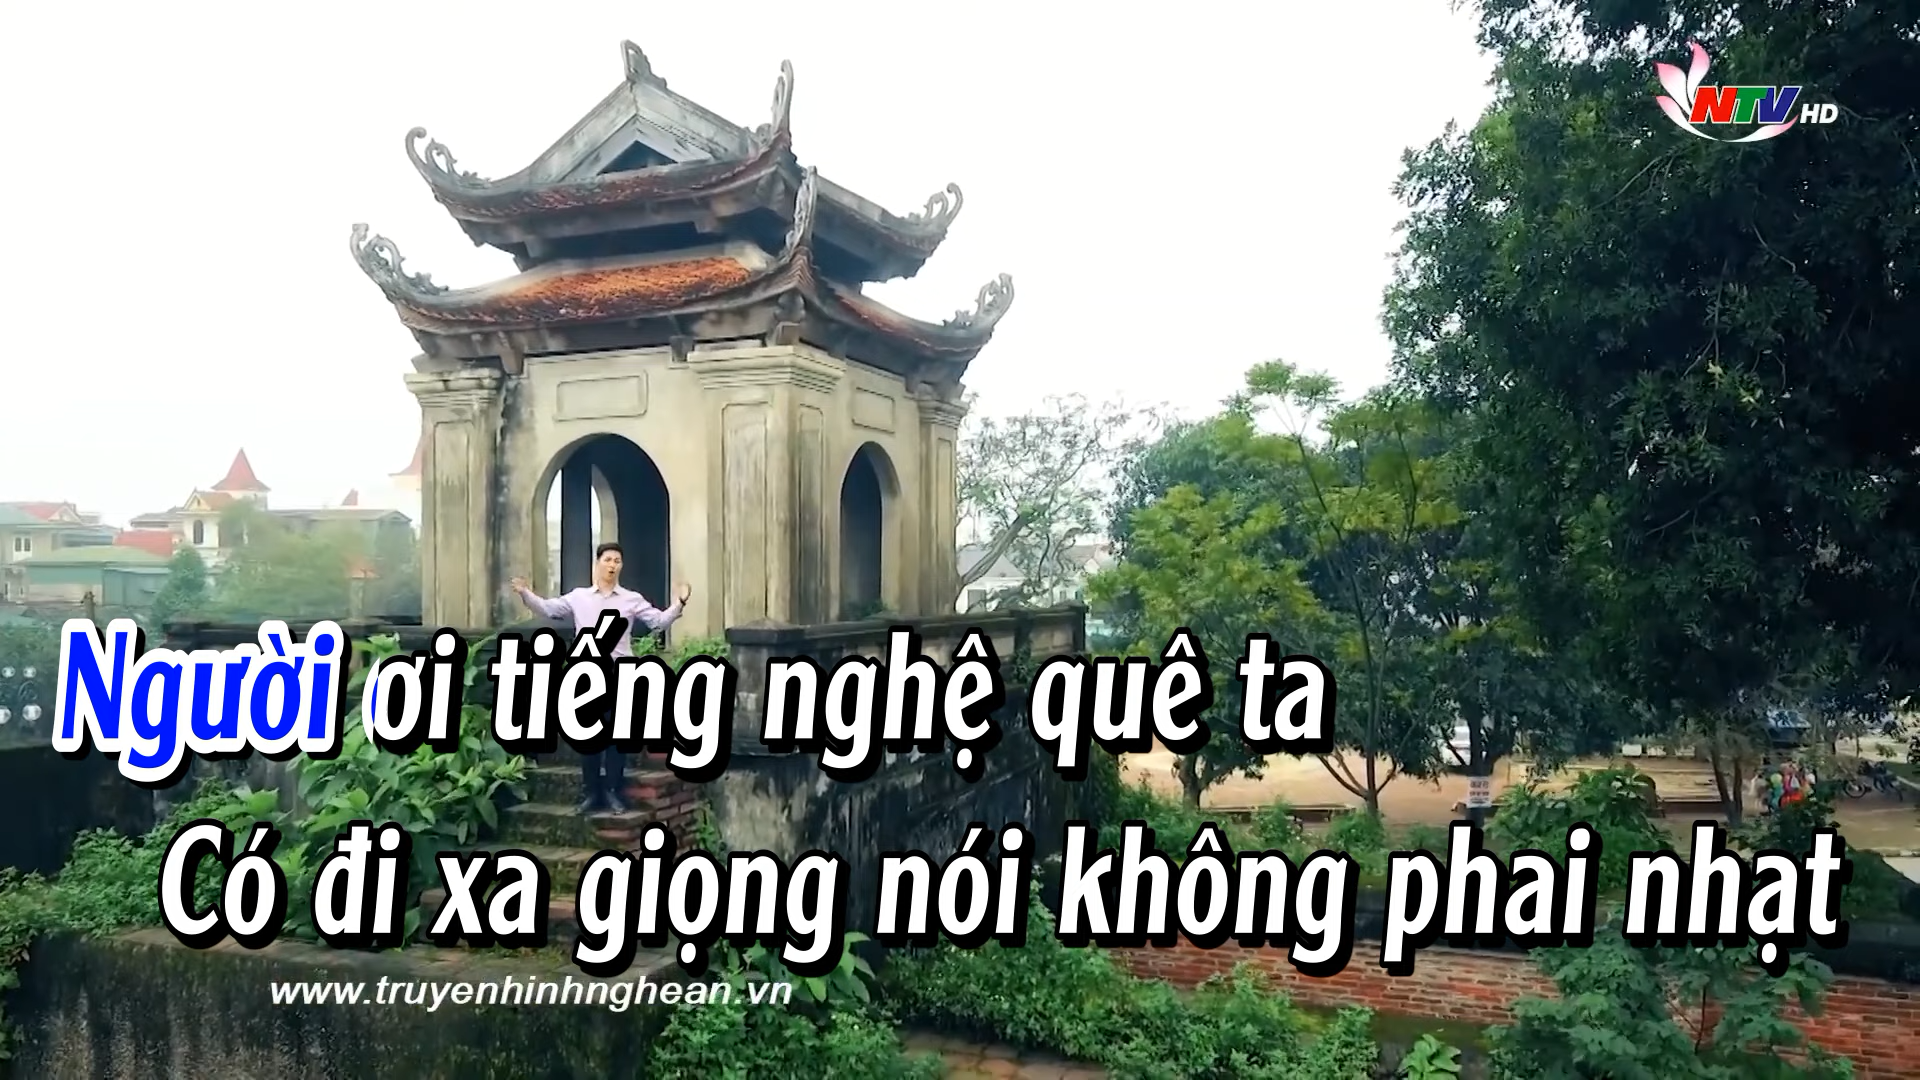 NTV HD
Người ơi tiếng nghệ quê ta
Có đi xa giọng nói không phai nhạt
www.truyenhinhnghean.vn